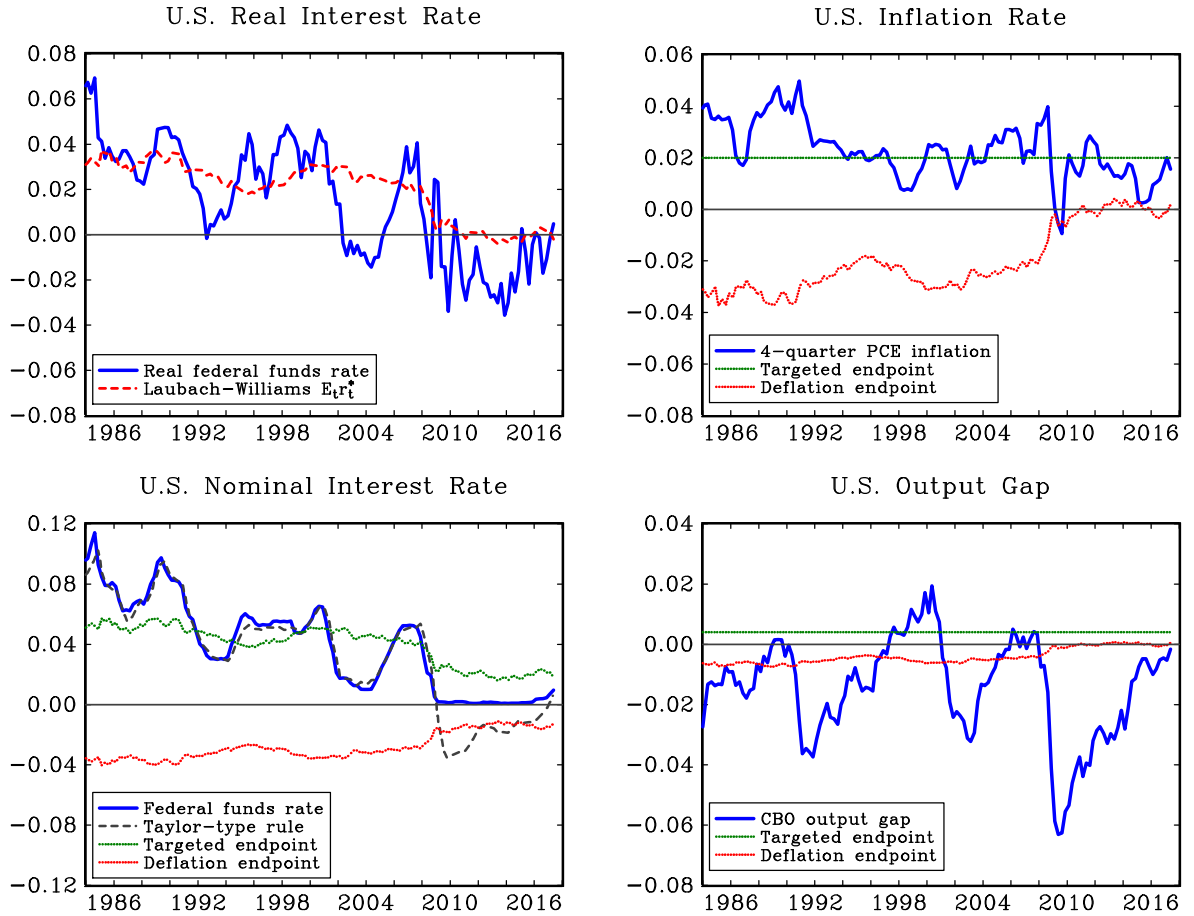 U.S. Real Interest Rate
0.08
0.06
0.04
0.02
0.00
−0.02
−0.04
−0.06
−0.08
Real federal funds rate
Laubach−Williams Eₜrₜ*
1986 1992 1998 2004 2010 2016
U.S. Inflation Rate
0.06
0.04
0.02
0.00
−0.02
−0.04
−0.06
−0.08
4−quarter PCE inflation
Targeted endpoint
Deflation endpoint
1986 1992 1998 2004 2010 2016
U.S. Nominal Interest Rate
0.12
0.08
0.04
0.00
−0.04
−0.08
−0.12
Federal funds rate
Taylor−type rule
Targeted endpoint
Deflation endpoint
1986 1992 1998 2004 2010 2016
U.S. Output Gap
0.04
0.02
0.00
−0.02
−0.04
−0.06
−0.08
CBO output gap
Targeted endpoint
Deflation endpoint
1986 1992 1998 2004 2010 2016